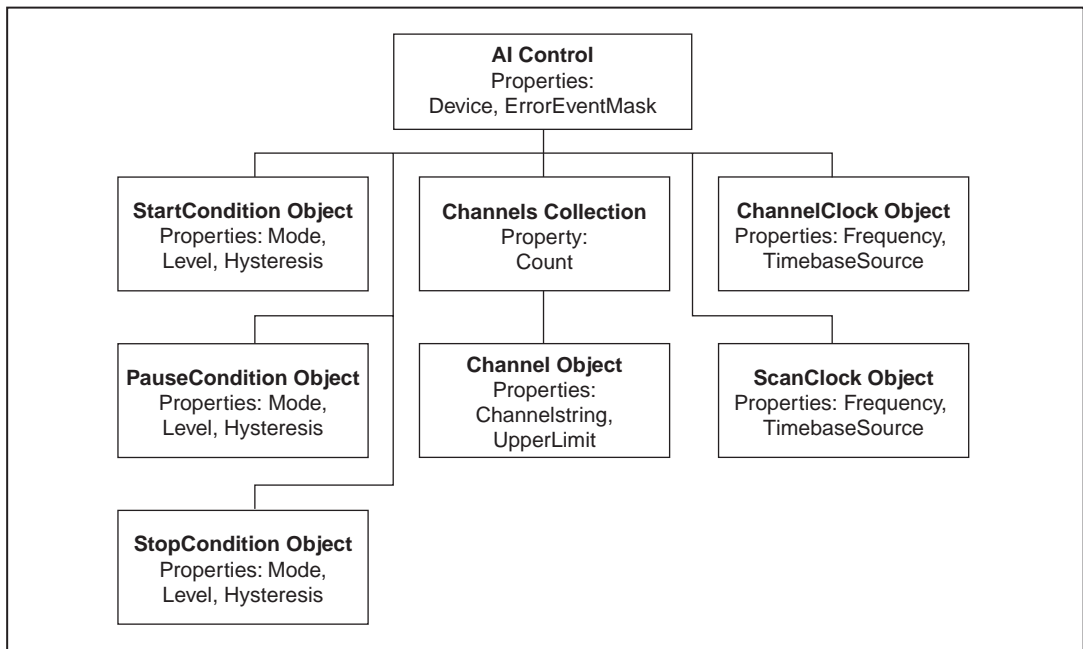 AI Control
Properties:
Device, ErrorEventMask
StartCondition Object
Properties: Mode,
Level, Hysteresis
Channels Collection
Property:
Count
ChannelClock Object
Properties: Frequency,
TimebaseSource
PauseCondition Object
Properties: Mode,
Level, Hysteresis
Channel Object
Properties:
Channelstring,
UpperLimit
ScanClock Object
Properties: Frequency,
TimebaseSource
StopCondition Object
Properties: Mode,
Level, Hysteresis